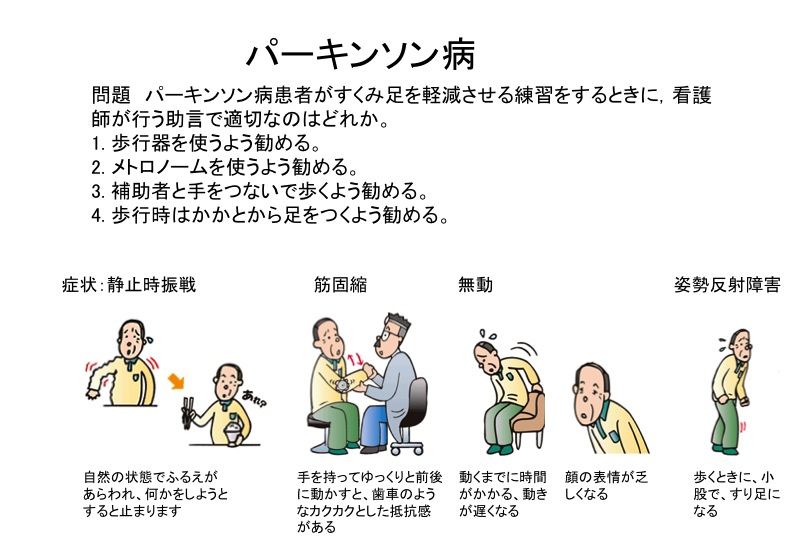 パーキンソン病
問題　パーキンソン病患者がすくみ足を軽減させる練習をするときに，看護
師が行う助言で適切なのはどれか。
1. 歩行器を使うよう勧める。
2. メトロノームを使うよう勧める。
3. 補助者と手をつないで歩くよう勧める。
4. 歩行時はかかとから足をつくよう勧める。
症状：静止時振戦
筋固縮
無動
姿勢反射障害
あれ?
自然の状態でふるえが
あらわれ、何かをしようと
すると止まります
手を持ってゆっくりと前後
に動かすと、歯車のよう
なカクカクとした抵抗感
がある
動くまでに時間
がかかる、動き
が遅くなる
顔の表情が乏
しくなる
歩くときに、小
股で、すり足に
なる